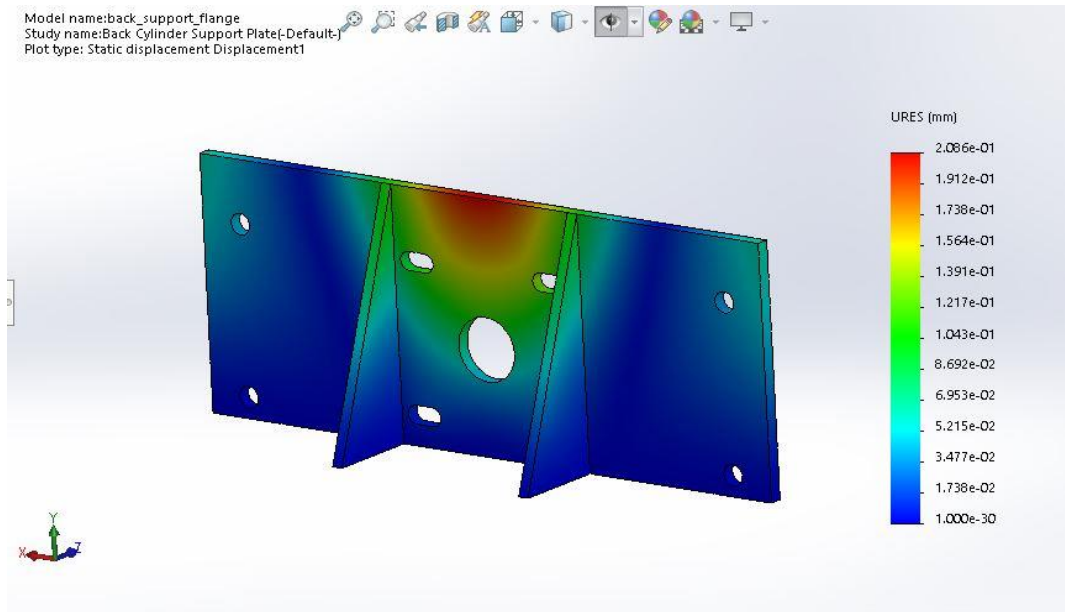 Model name:back_support_flange
Study name:Back Cylinder Support Plate(-Default-)
Plot type: Static displacement Displacement1
URES (mm)
2.086e-01
1.912e-01
1.738e-01
1.564e-01
1.391e-01
1.217e-01
1.043e-01
8.692e-02
6.953e-02
5.215e-02
3.477e-02
1.738e-02
1.000e-30
Y
X
Z